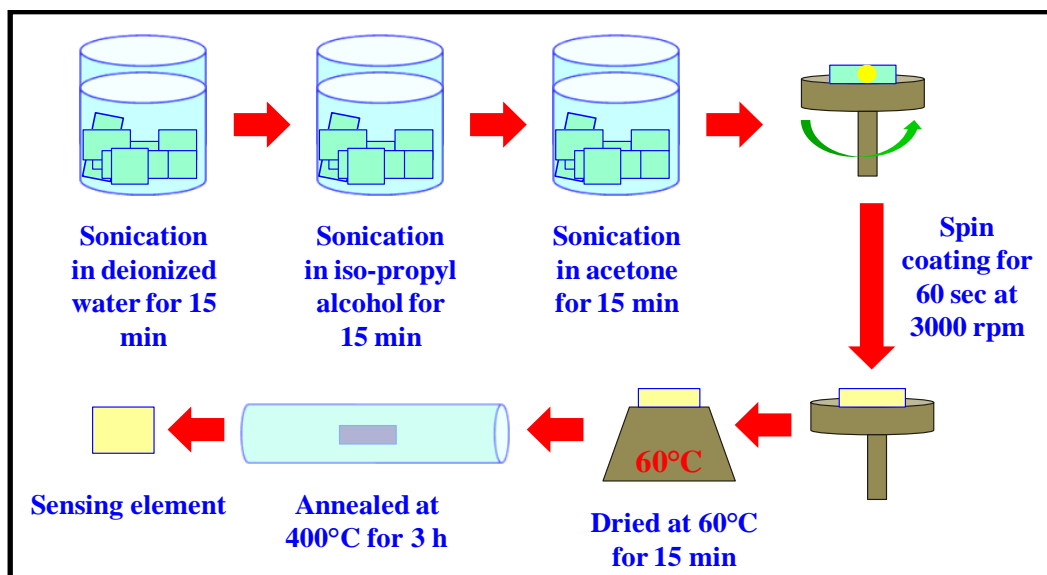 Sonication
in deionized
water for 15
min
Sonication
in iso-propyl
alcohol for
15 min
Sonication
in acetone
for 15 min
Spin
coating for
60 sec at
3000 rpm
60°C
Dried at 60°C
for 15 min
Annealed at
400°C for 3 h
Sensing element